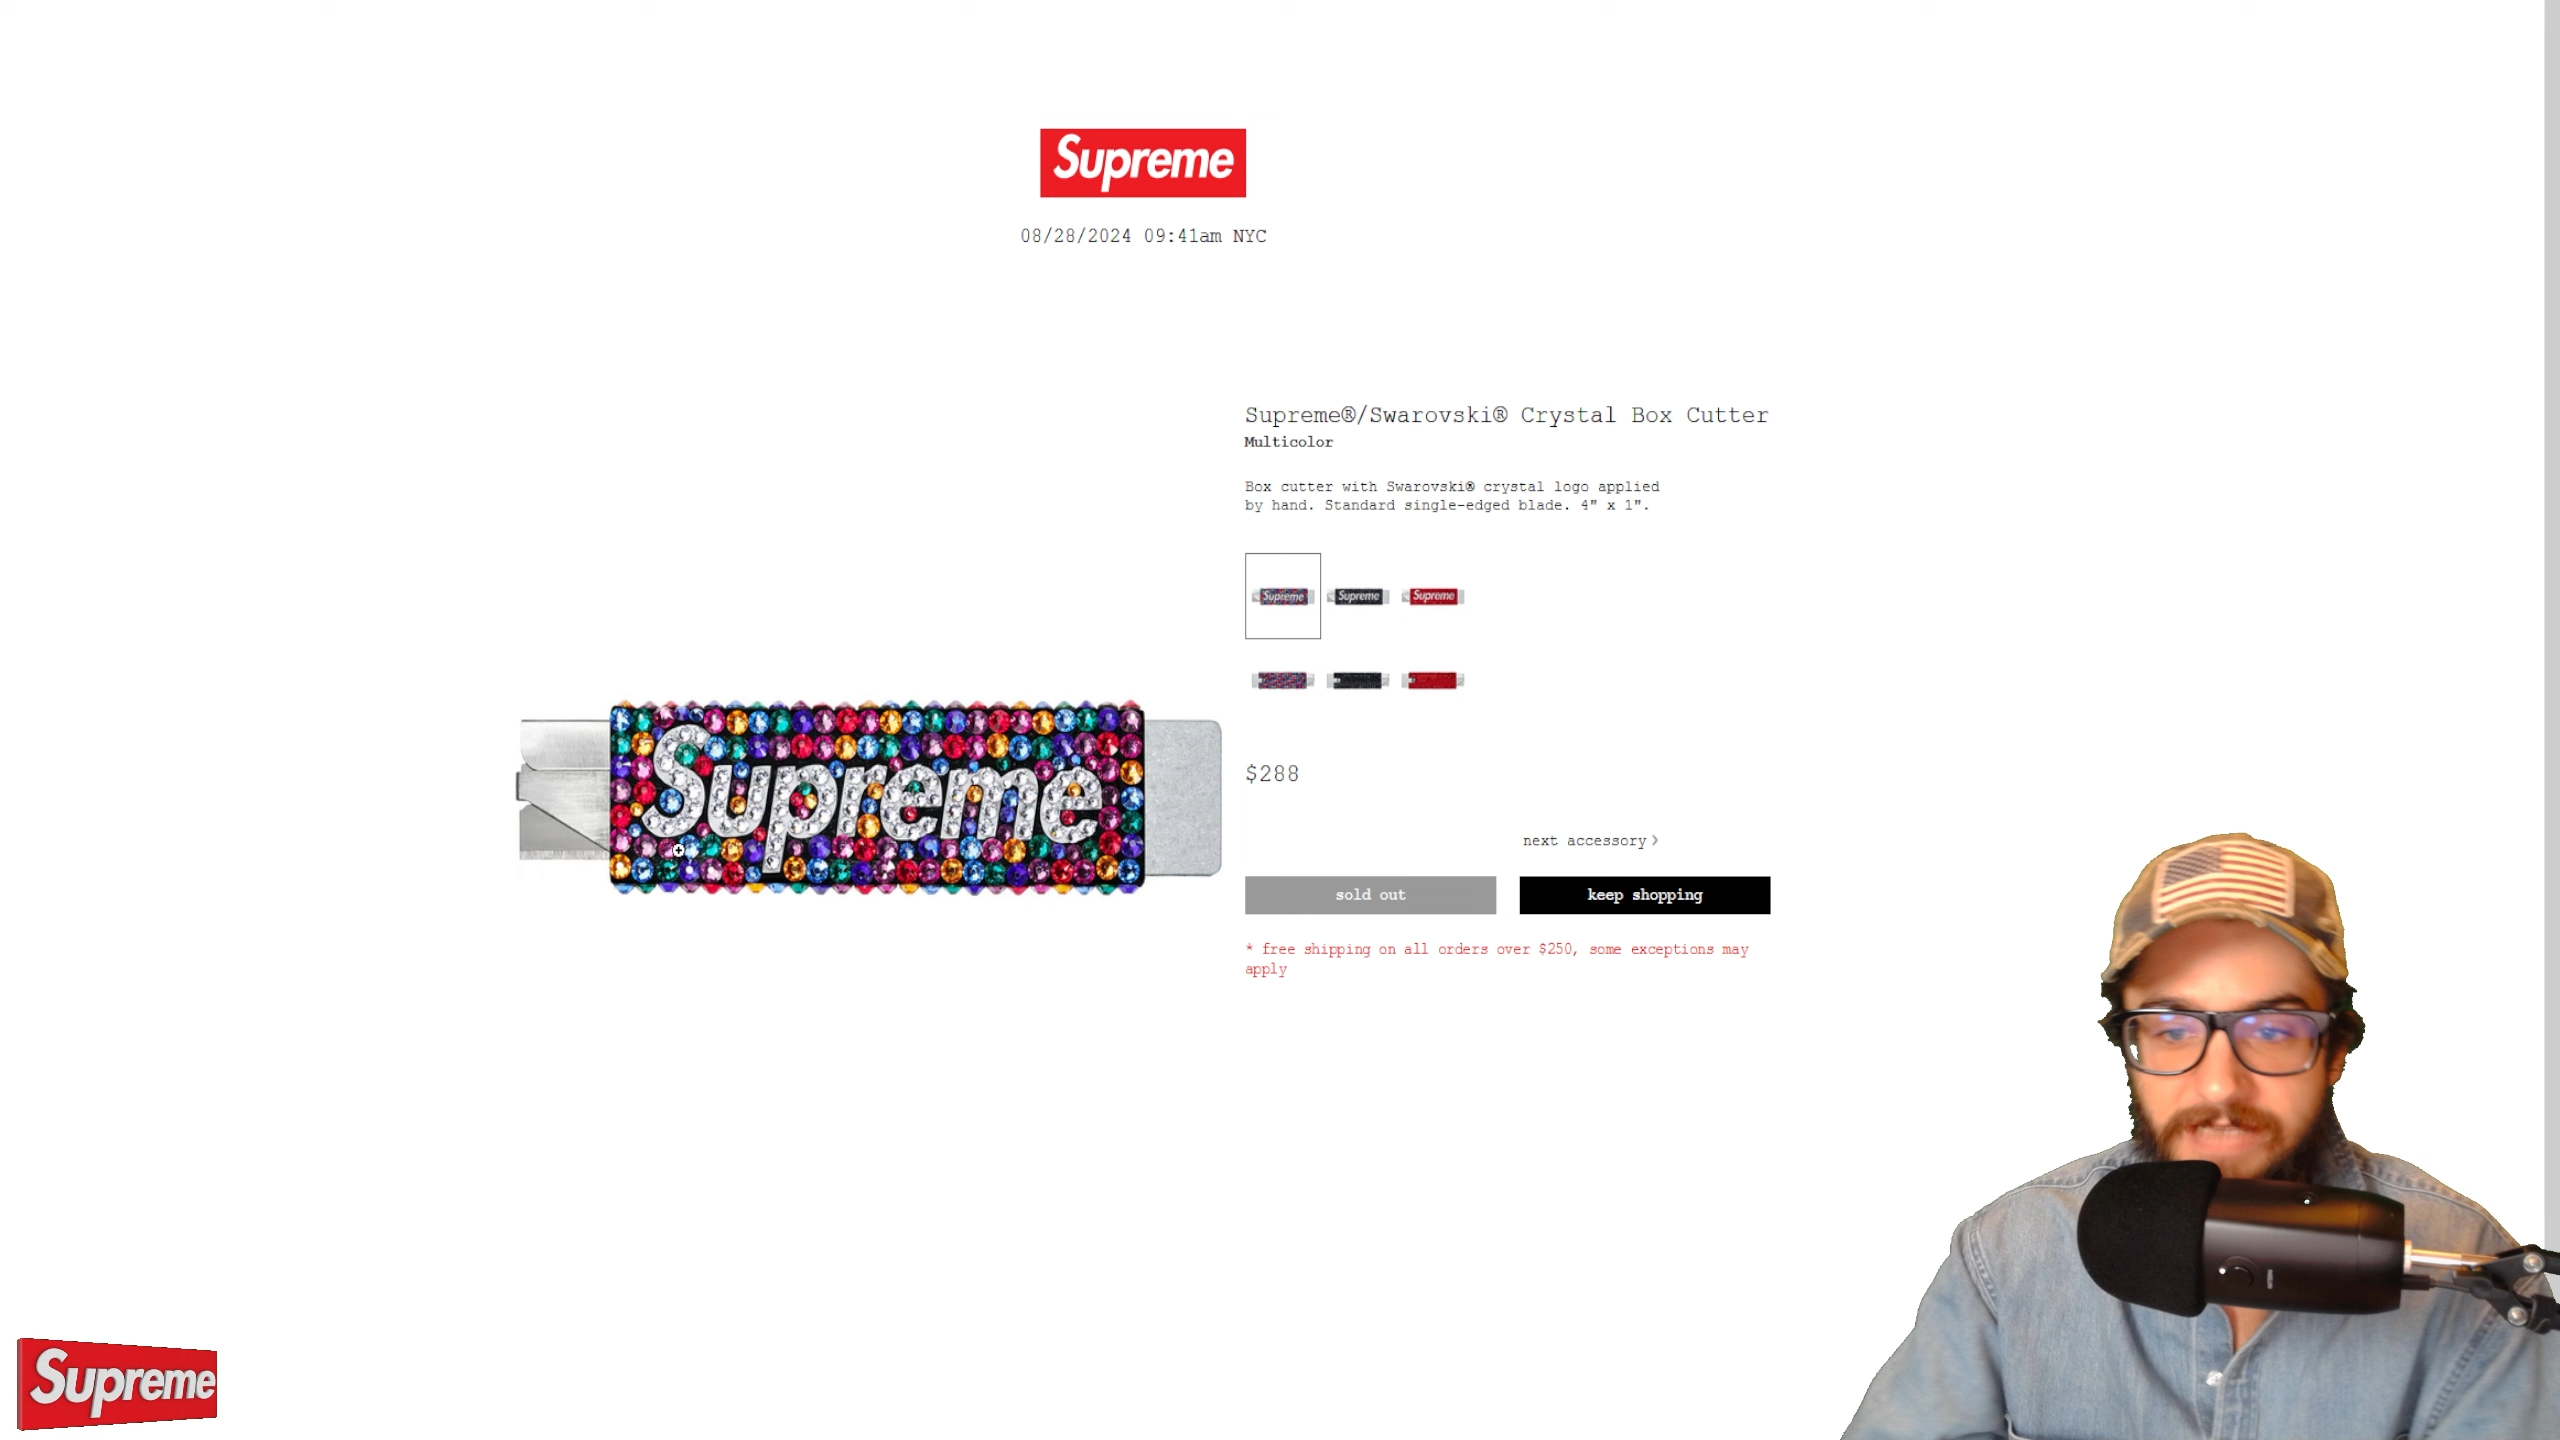 Supreme
08/28/2024 09:41am NYC
Supreme®/Swarovski® Crystal Box Cutter
Multicolor
Box cutter with Swarovski® crystal logo applied
by hand. Standard single-edged blade. 4" x 1".
Supreme Supreme Supreme
Supreme
$288
next accessory >
sold out keep shopping
* free shipping on all orders over $250, some exceptions may
apply
Supreme